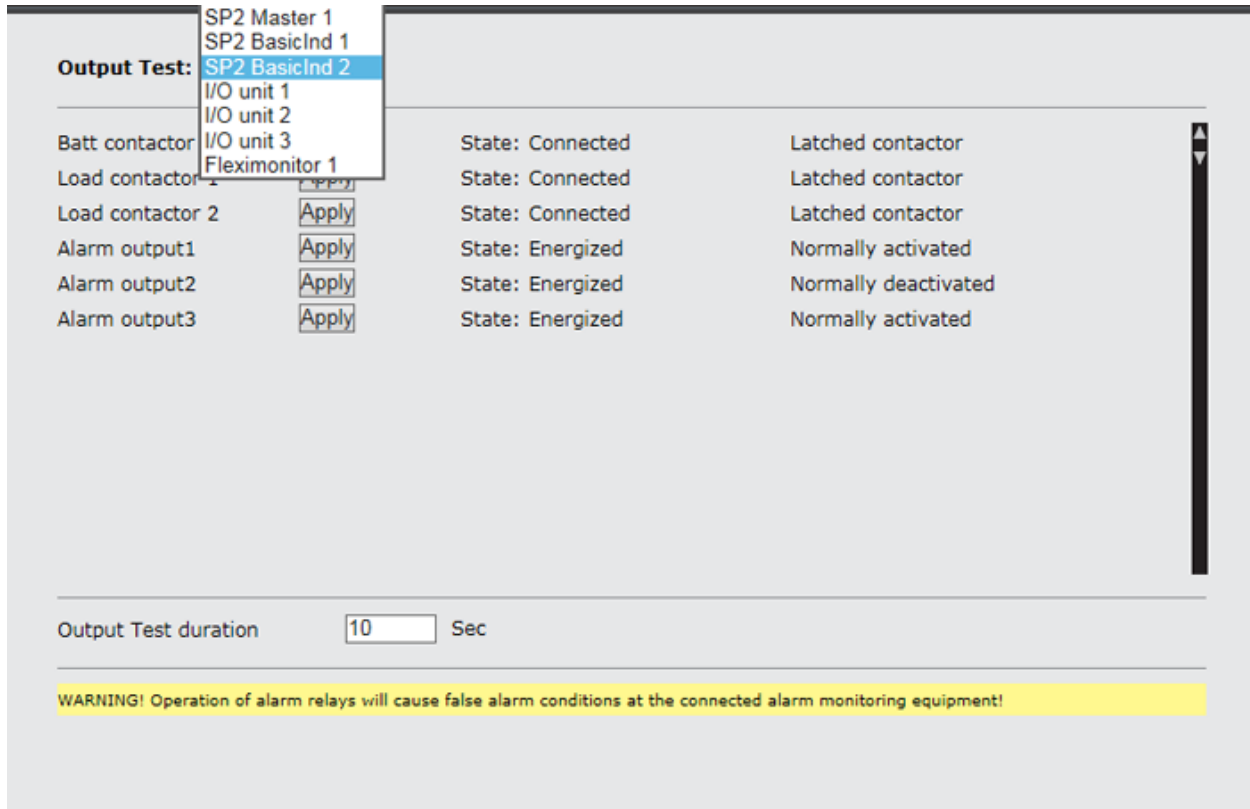 SP2 Master 1
SP2 BasicInd 1
Output Test: SP2 BasicInd 2
I/O unit 1
I/O unit 2
I/O unit 3
Fleximonitor 1
Batt contactor State: Connected Latched contactor
Load contactor 1 Apply State: Connected Latched contactor
Load contactor 2 Apply State: Connected Latched contactor
Alarm output1 Apply State: Energized Normally activated
Alarm output2 Apply State: Energized Normally deactivated
Alarm output3 Apply State: Energized Normally activated
Output Test duration 10 Sec
WARNING! Operation of alarm relays will cause false alarm conditions at the connected alarm monitoring equipment!